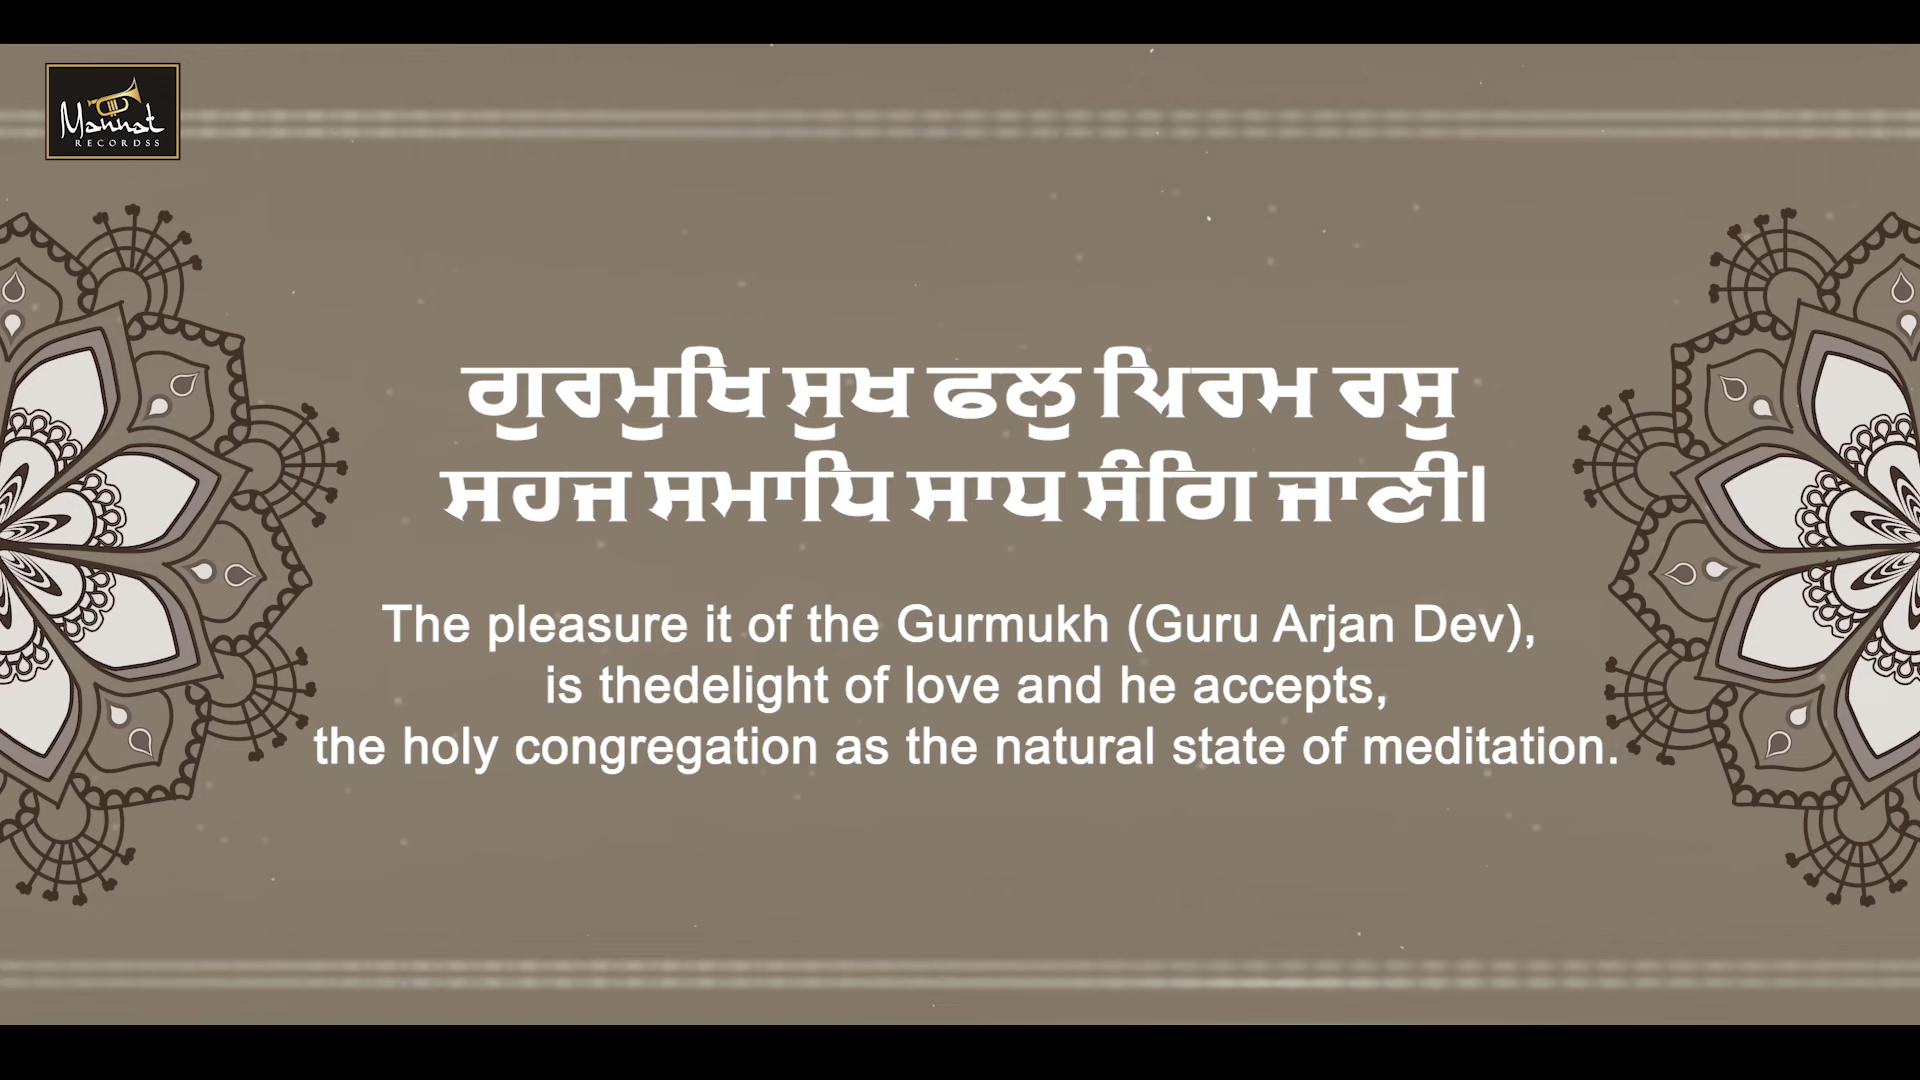 Mannat
RECORDSS
ਗੁਰਮੁਖਿ ਸੁਖ ਫਲੁ ਪਿਰਮ ਰਸੁ
ਸਹਜ ਸਮਾਧਿ ਸਾਧ ਸੰਗਿ ਜਾਣੀ।
The pleasure it of the Gurmukh (Guru Arjan Dev),
is thedelight of love and he accepts,
the holy congregation as the natural state of meditation.